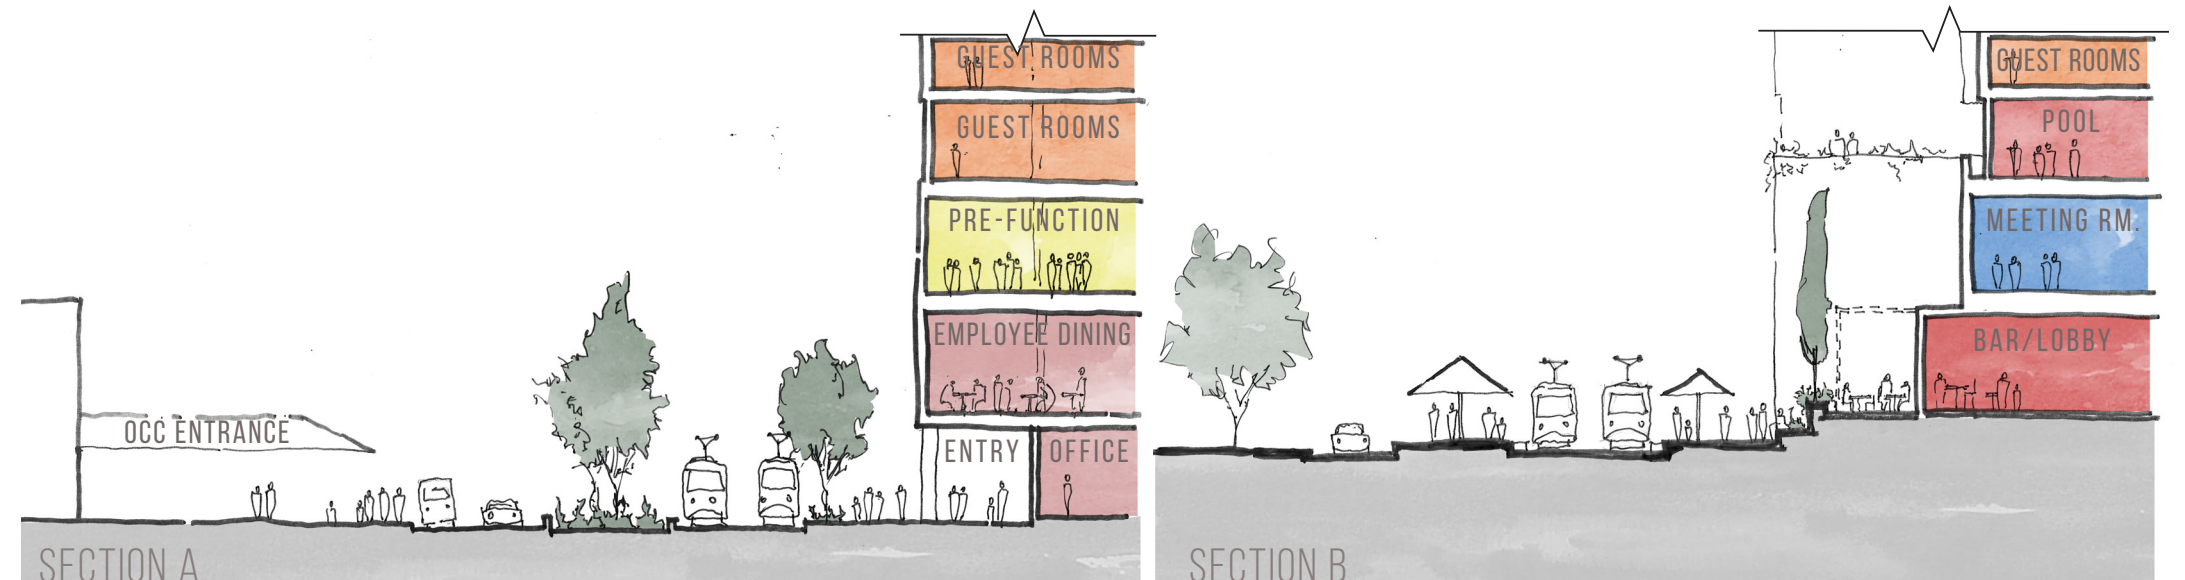 GUEST ROOMS
GUEST ROOMS
PRE-FUNCTION
EMPLOYEE DINING
OCC ENTRANCE
ENTRY
OFFICE
SECTION A
GUEST ROOMS
POOL
MEETING RM.
BAR/LOBBY
SECTION B